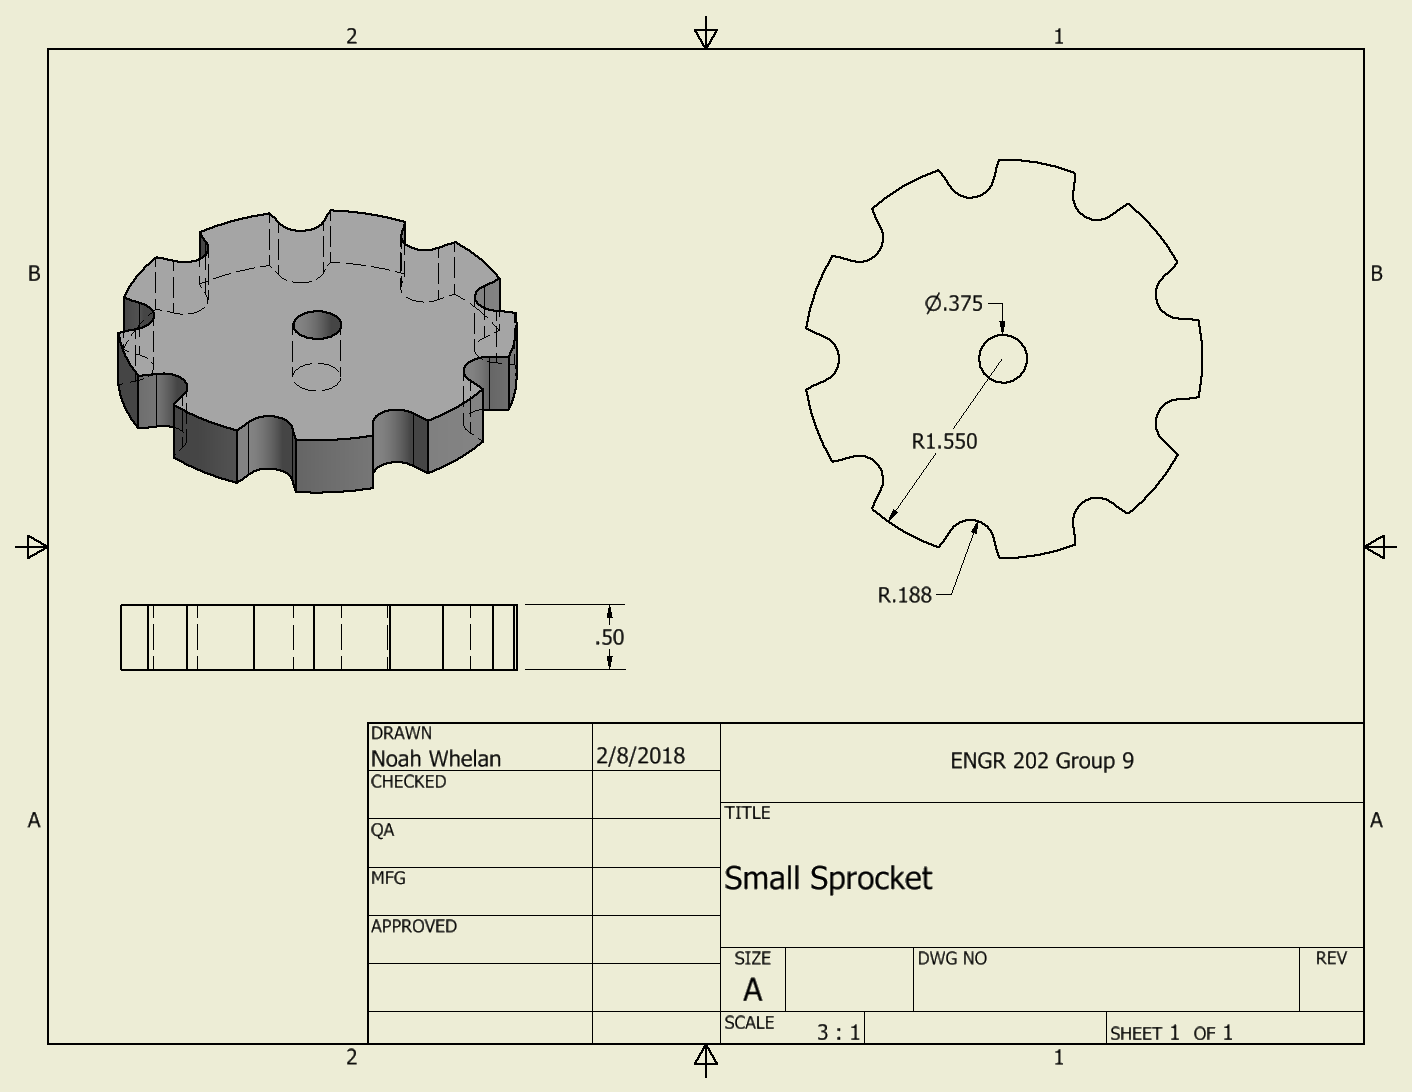 2
1
B
B
Ø.375
R1.550
R.188
.50
A
A
DRAWN
Noah Whelan
2/8/2018
CHECKED
QA
MFG
APPROVED
ENGR 202 Group 9
TITLE
Small Sprocket
SIZE
A
DWG NO
REV
SCALE
3 : 1
SHEET 1 OF 1
2
1